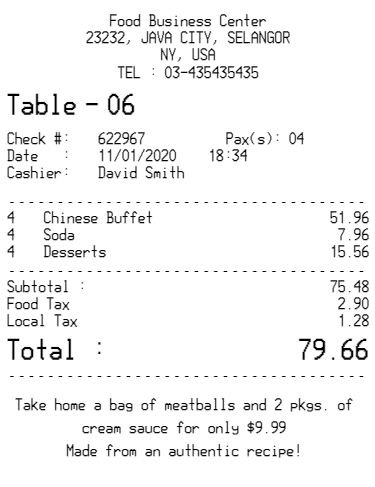 Food Business Center
23232, JAVA CITY, SELANGOR
NY, USA
TEL : 03-435435435
Table - 06
Check #: 622967 Pax(s): 04
Date : 11/01/2020 18:34
Cashier: David Smith
4 Chinese Buffet 51.96
4 Soda 7.96
4 Desserts 15.56
Subtotal : 75.48
Food Tax 2.90
Local Tax 1.28
Total : 79.66
Take home a bag of meatballs and 2 pkgs. of
cream sauce for only $9.99
Made from an authentic recipe!